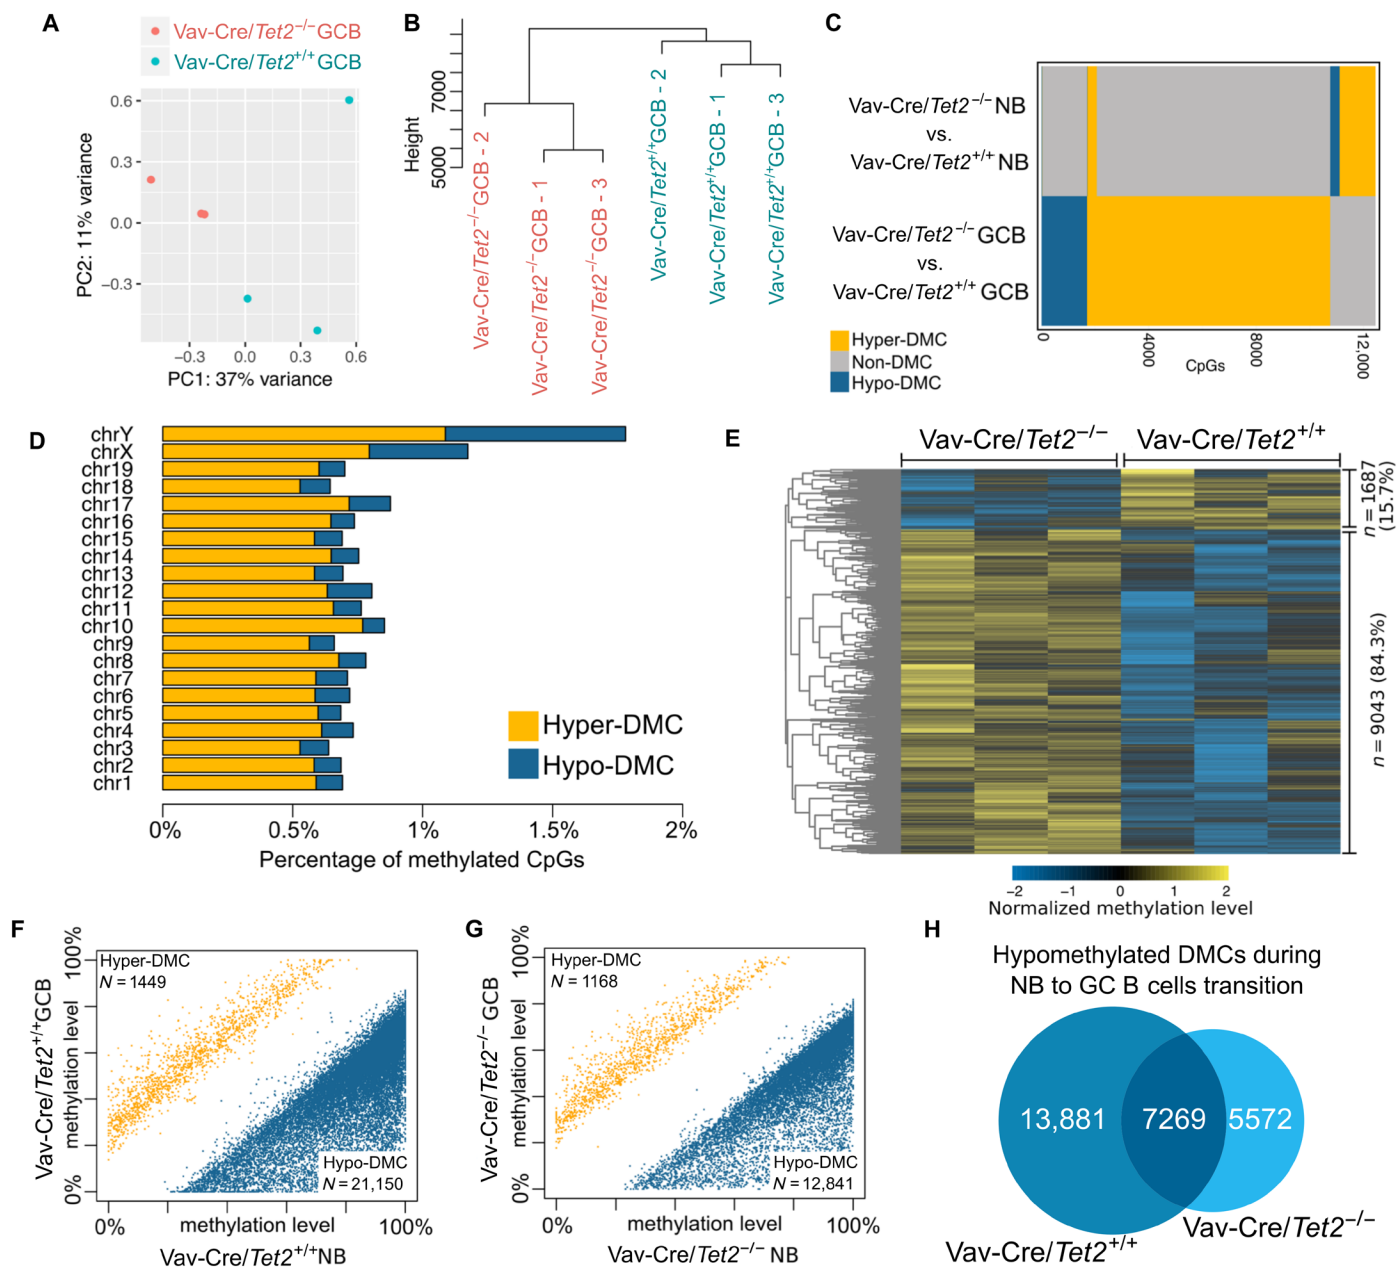 A
Vav-Cre/Tet2−/−GCB
Vav-Cre/Tet2+/+GCB
0.6
0.3
0.0
−0.3
PC2: 11% variance
−0.3
0.0
0.3
0.6
PC1: 37% variance
B
Height
7000
5000
Vav-Cre/Tet2−/−GCB - 2
Vav-Cre/Tet2−/−GCB - 1
Vav-Cre/Tet2−/−GCB - 3
Vav-Cre/Tet2+/+GCB - 2
Vav-Cre/Tet2+/+GCB - 1
Vav-Cre/Tet2+/+GCB - 3
C
Vav-Cre/Tet2−/− NB
vs.
Vav-Cre/Tet2+/+ NB
Vav-Cre/Tet2−/− GCB
vs.
Vav-Cre/Tet2+/+ GCB
Hyper-DMC
Non-DMC
Hypo-DMC
0
4000
8000
12,000
CpGs
D
chrY
chrX
chr19
chr18
chr17
chr16
chr15
chr14
chr13
chr12
chr11
chr10
chr9
chr8
chr7
chr6
chr5
chr4
chr3
chr2
chr1
Hyper-DMC
Hypo-DMC
0%
0.5%
1%
1.5%
2%
Percentage of methylated CpGs
E
Vav-Cre/Tet2−/−
Vav-Cre/Tet2+/+
n = 1687
(15.7%)
n = 9043 (84.3%)
−2
−1
0
1
2
Normalized methylation level
F
Hyper-DMC
N = 1449
Hypo-DMC
N = 21,150
100%
0%
Vav-Cre/Tet2+/+GCB
methylation level
0%
methylation level
100%
Vav-Cre/Tet2+/+NB
G
Hyper-DMC
N = 1168
Hypo-DMC
N = 12,841
100%
0%
Vav-Cre/Tet2−/− GCB
methylation level
0%
methylation level
100%
Vav-Cre/Tet2−/− NB
H
Hypomethylated DMCs during
NB to GC B cells transition
13,881
7269
5572
Vav-Cre/Tet2−/−
Vav-Cre/Tet2+/+